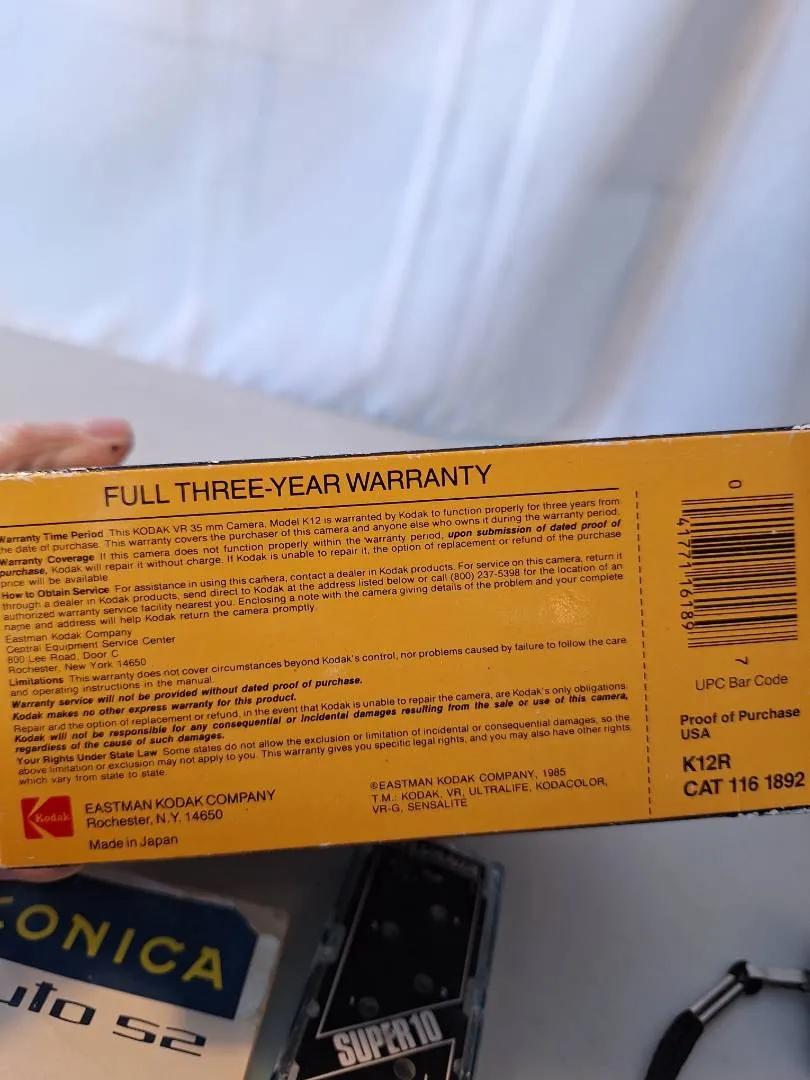 FULL THREE-YEAR WARRANTY
Warranty Time Period This KODAK VR 35 mm Camera, Model K12 is warranted by Kodak to function properly for three years from
the date of purchase. This warranty covers the purchaser of this camera and anyone else who owns it during the warranty period.
Warranty Coverage If this camera does not function properly within the warranty period, upon submission of dated proof of
purchase, Kodak will repair it without charge. If Kodak is unable to repair it, the option of replacement or refund of the purchase
price will be available.
How to Obtain Service For assistance in using this camera, contact a dealer in Kodak products. For service on this camera, return it
through a dealer in Kodak products, send direct to Kodak at the address listed below or call (800) 237-5398 for the location of an
authorized warranty service facility nearest you. Enclosing a note with the camera giving details of the problem and your complete
name and address will help Kodak return the camera promptly.
Eastman Kodak Company
Central Equipment Service Center
800 Lee Road, Door C
Rochester, New York 14650
Limitations This warranty does not cover circumstances beyond Kodak's control, nor problems caused by failure to follow the care
and operating instructions in the manual.
Warranty service will not be provided without dated proof of purchase.
Kodak makes no other express warranty for this product.
Repair and the option of replacement or refund, in the event that Kodak is unable to repair the camera, are Kodak's only obligations.
Kodak will not be responsible for any consequential or incidental damages resulting from the sale or use of this camera,
regardless of the cause of such damages.
Your Rights Under State Law Some states do not allow the exclusion or limitation of incidental or consequential damages, so the
above limitation or exclusion may not apply to you. This warranty gives you specific legal rights, and you may also have other rights
which vary from state to state.
Kodak
EASTMAN KODAK COMPANY
Rochester, N.Y. 14650
Made in Japan
©EASTMAN KODAK COMPANY, 1985
T.M.: KODAK, VR, ULTRALIFE, KODACOLOR,
VR-G, SENSALITE
0 41771 16189 7
UPC Bar Code
Proof of Purchase
USA
K12R
CAT 116 1892
KONICA
uto S2
SUPER 10